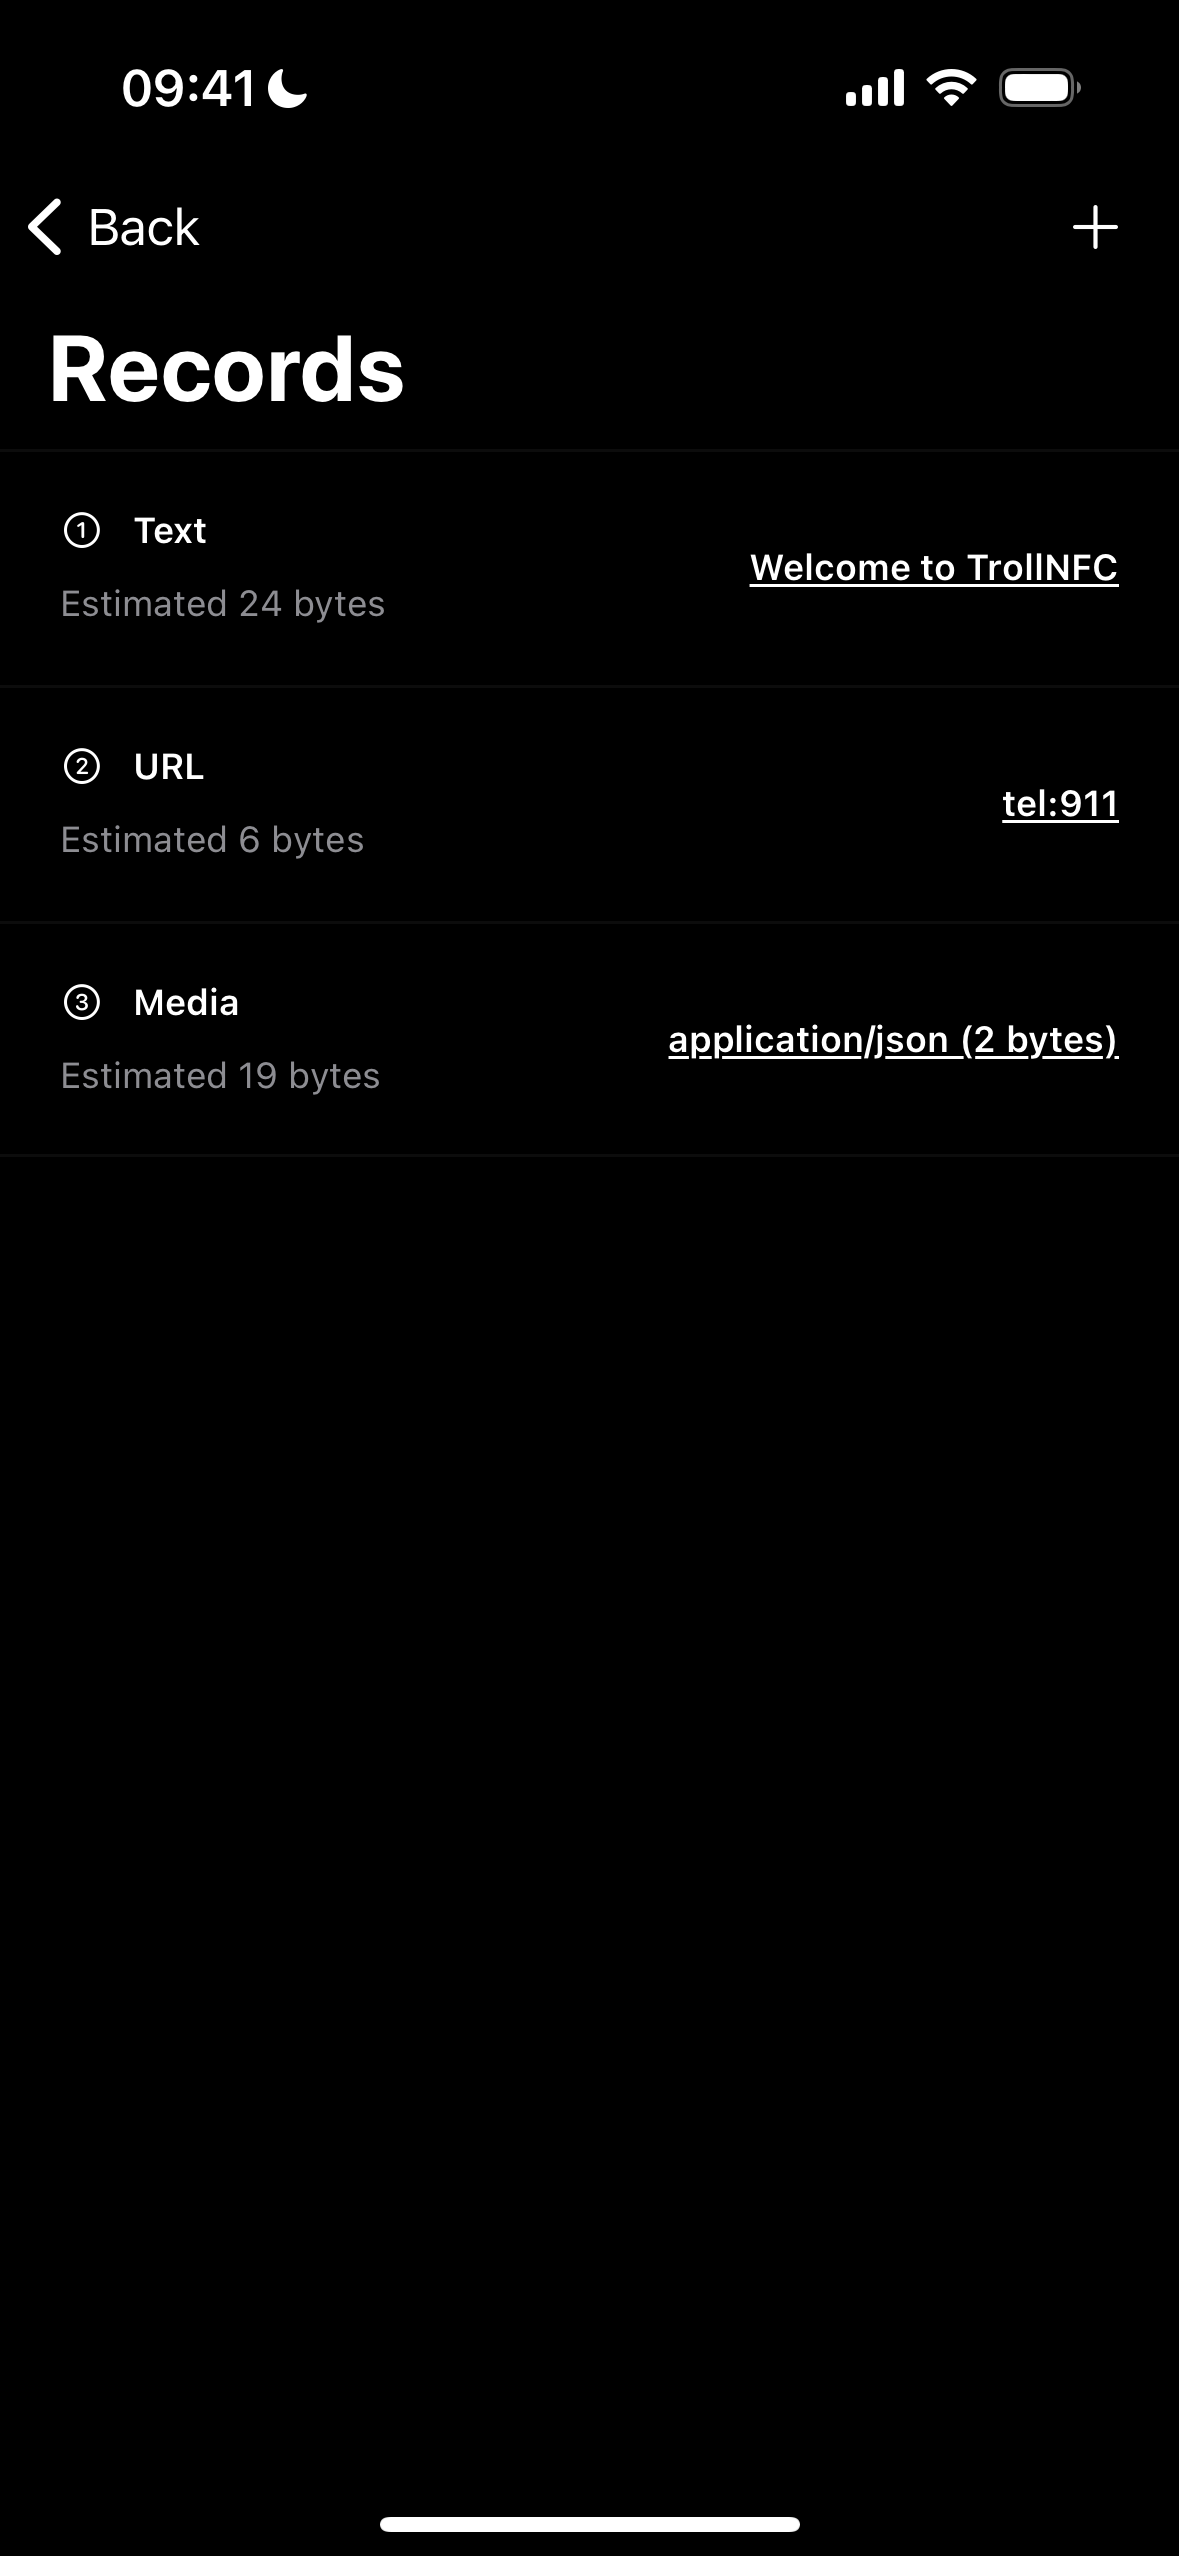 09:41
Back
Records
1 Text
Estimated 24 bytes
Welcome to TrollNFC
2 URL
Estimated 6 bytes
tel:911
3 Media
Estimated 19 bytes
application/json (2 bytes)